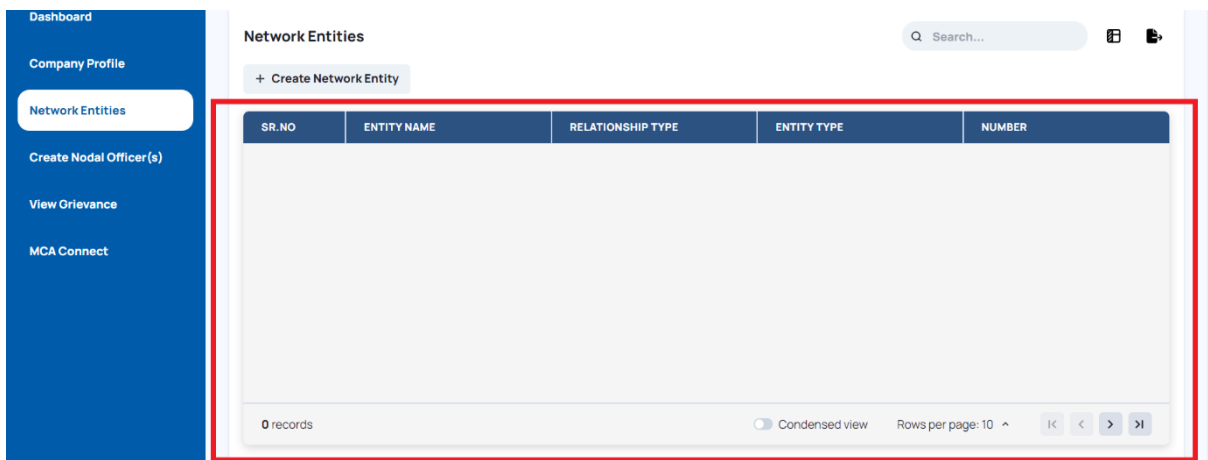 Dashboard
Company Profile
Network Entities
Create Nodal Officer(s)
View Grievance
MCA Connect
Network Entities
Search...
+ Create Network Entity
SR.NO ENTITY NAME RELATIONSHIP TYPE ENTITY TYPE NUMBER
0 records Condensed view Rows per page: 10